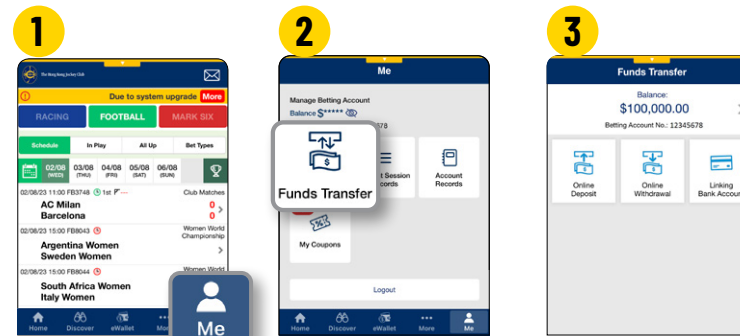 1
The Hong Kong Jockey Club
Due to system upgrade More
RACING FOOTBALL MARK SIX
Schedule In Play All Up Bet Types
02/08 (WED) 03/08 (THU) 04/08 (FRI) 05/08 (SAT) 06/08 (SUN)
02/08/23 11:00 FB3748 1st Club Matches
AC Milan 0
Barcelona 0
02/08/23 15:00 FB8043 Women World Championship
Argentina Women
Sweden Women
02/08/23 15:00 FB8044 Women World
South Africa Women
Italy Women
Home Discover eWallet
Me
2
Me
Manage Betting Account
Balance $*****
678
Funds Transfer
Session
Account Records
My Coupons
Logout
Home Discover eWallet More Me
3
Funds Transfer
Balance:
$100,000.00
Betting Account No.: 12345678
Online Deposit
Online Withdrawal
Linking